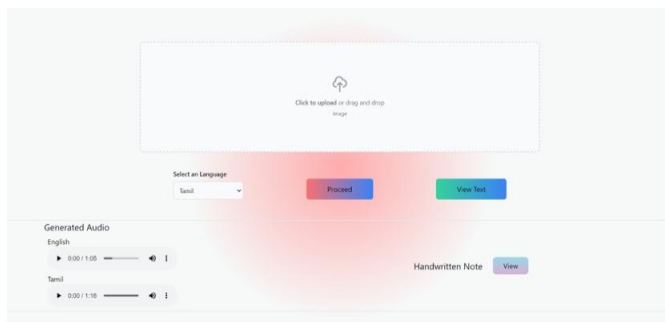 Click to upload or drag and drop
image
Select an Language
Tamil
Proceed
View Text
Generated Audio
English
0:00 / 1:05
Handwritten Note
View
Tamil
0:00 / 1:16